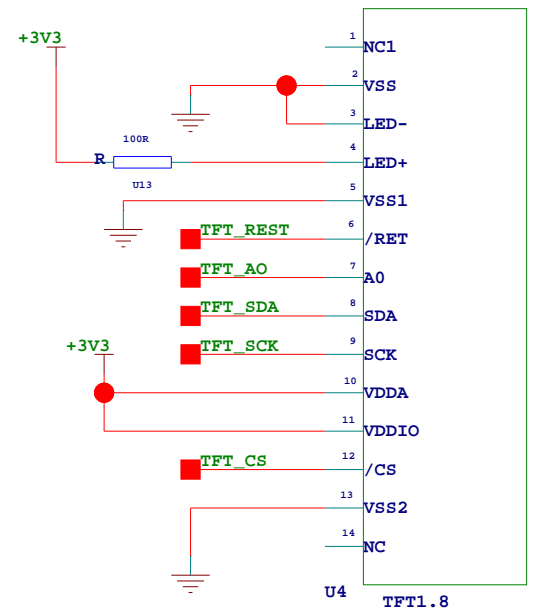 +3V3
1 NC1
2 VSS
3 LED-
100R
R
4 LED+
U13
5 VSS1
TFT_REST 6 /RET
TFT_AO 7 A0
TFT_SDA 8 SDA
+3V3
TFT_SCK 9 SCK
10 VDDA
11 VDDIO
TFT_CS 12 /CS
13 VSS2
14 NC
U4
TFT1.8